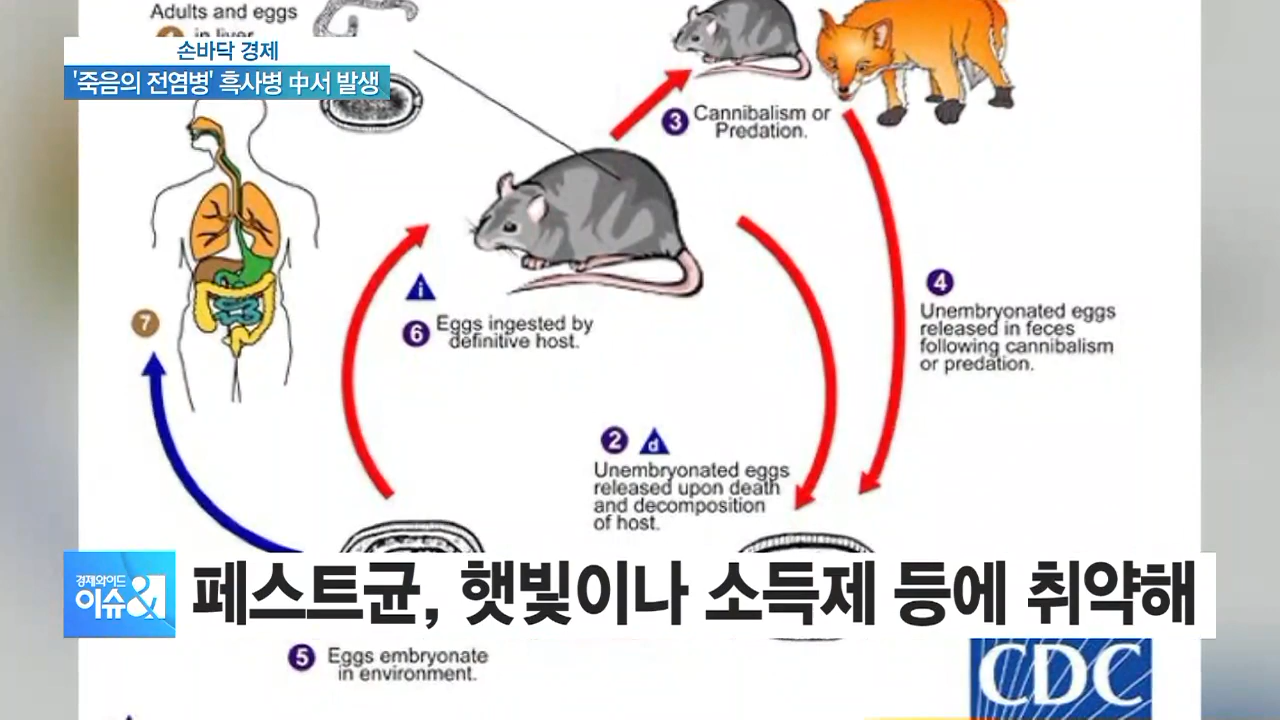 Adults and eggs
in liver
손바닥 경제
'죽음의 전염병' 흑사병 中서 발생
3 Cannibalism or
Predation.
4
Unembryonated eggs
released in feces
following cannibalism
or predation.
i
6 Eggs ingested by
definitive host.
7
2 d
Unembryonated eggs
released upon death
and decomposition
of host.
경제와이드
이슈&
페스트균, 햇빛이나 소득제 등에 취약해
5 Eggs embryonate
in environment.
CDC